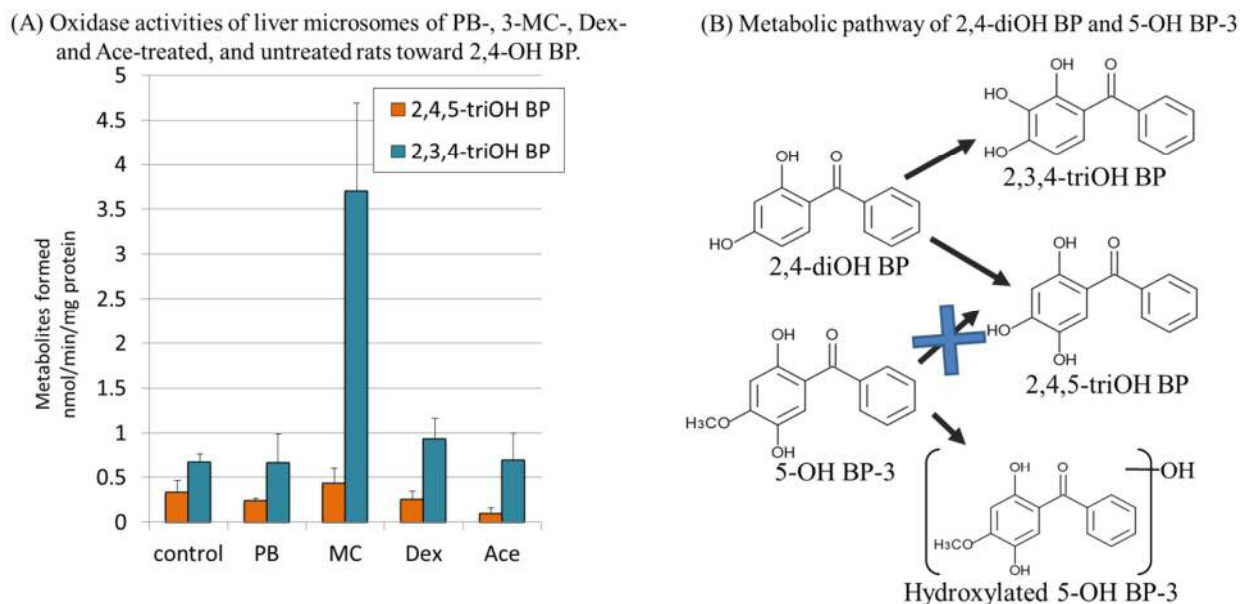 (A) Oxidase activities of liver microsomes of PB-, 3-MC-, Dex-
and Ace-treated, and untreated rats toward 2,4-OH BP.
5
4.5
4
3.5
3
2.5
2
1.5
1
0.5
0
Metabolites formed
nmol/min/mg protein
2,4,5-triOH BP
2,3,4-triOH BP
control PB MC Dex Ace
(B) Metabolic pathway of 2,4-diOH BP and 5-OH BP-3
OH O
HO
HO
2,3,4-triOH BP
OH O
HO
2,4-diOH BP
OH O
HO
OH
2,4,5-triOH BP
OH O
H3CO
OH
5-OH BP-3
OH O
OH
H3CO
OH
Hydroxylated 5-OH BP-3